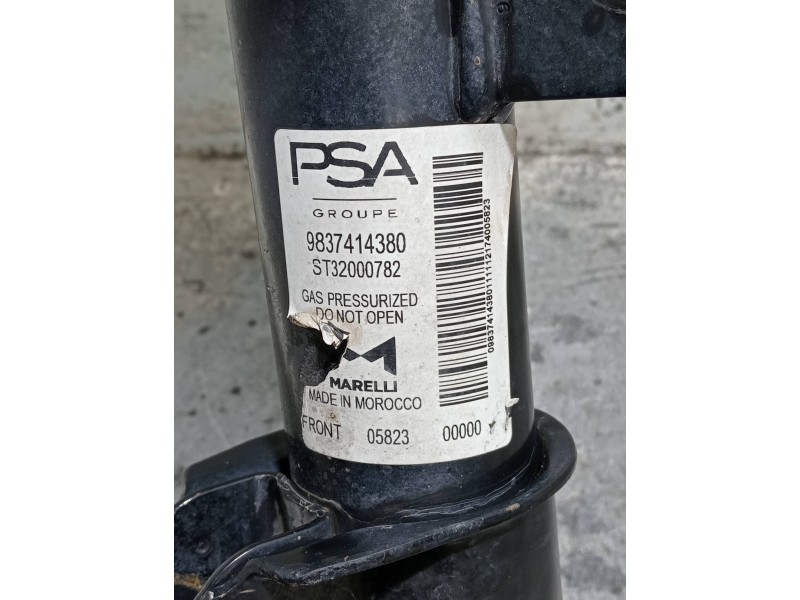 PSA
GROUPE
9837414380
ST32000782
GAS PRESSURIZED
DO NOT OPEN
MARELLI
MADE IN MOROCCO
FRONT 05823 00000